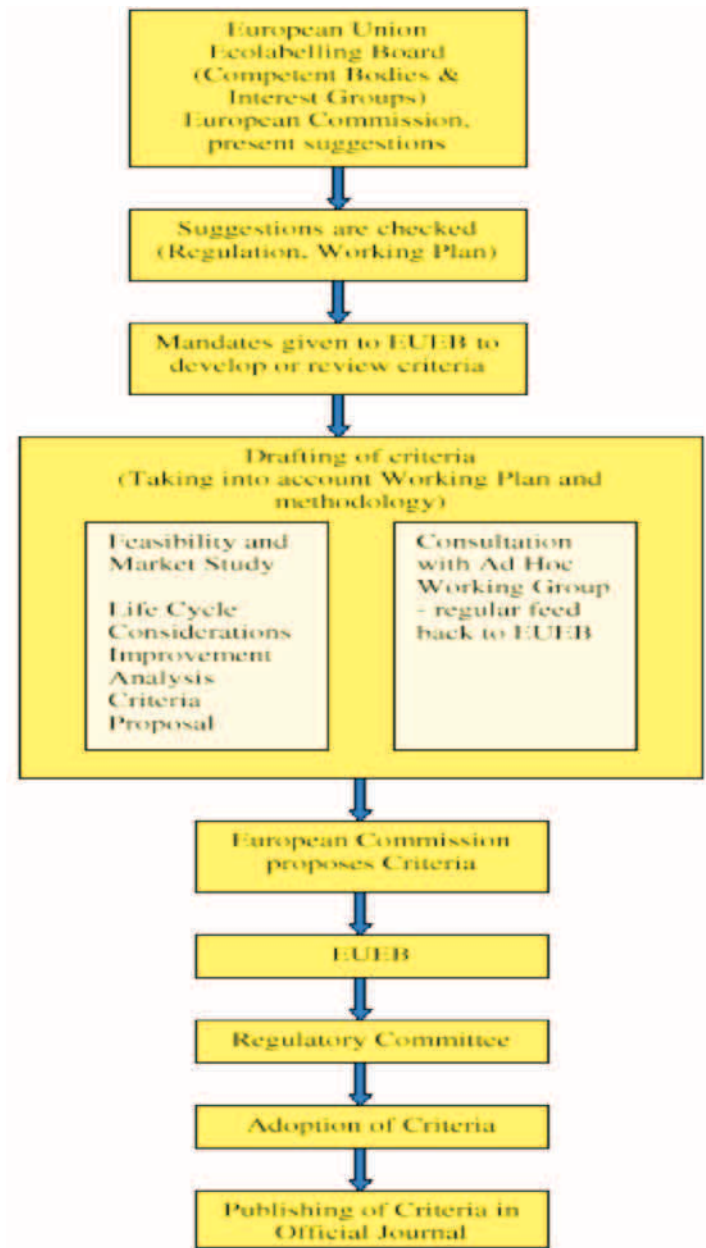 European Union
Ecolabelling Board
(Competent Bodies &
Interest Groups)
European Commission,
present suggestions
Suggestions are checked
(Regulation, Working Plan)
Mandates given to EUEB to
develop or review criteria
Drafting of criteria
(Taking into account Working Plan and
methodology)
Feasibility and
Market Study
Life Cycle
Considerations
Improvement
Analysis
Criteria
Proposal
Consultation
with Ad Hoc
Working Group
- regular feed
back to EUEB
European Commission
proposes Criteria
EUEB
Regulatory Committee
Adoption of Criteria
Publishing of Criteria in
Official Journal